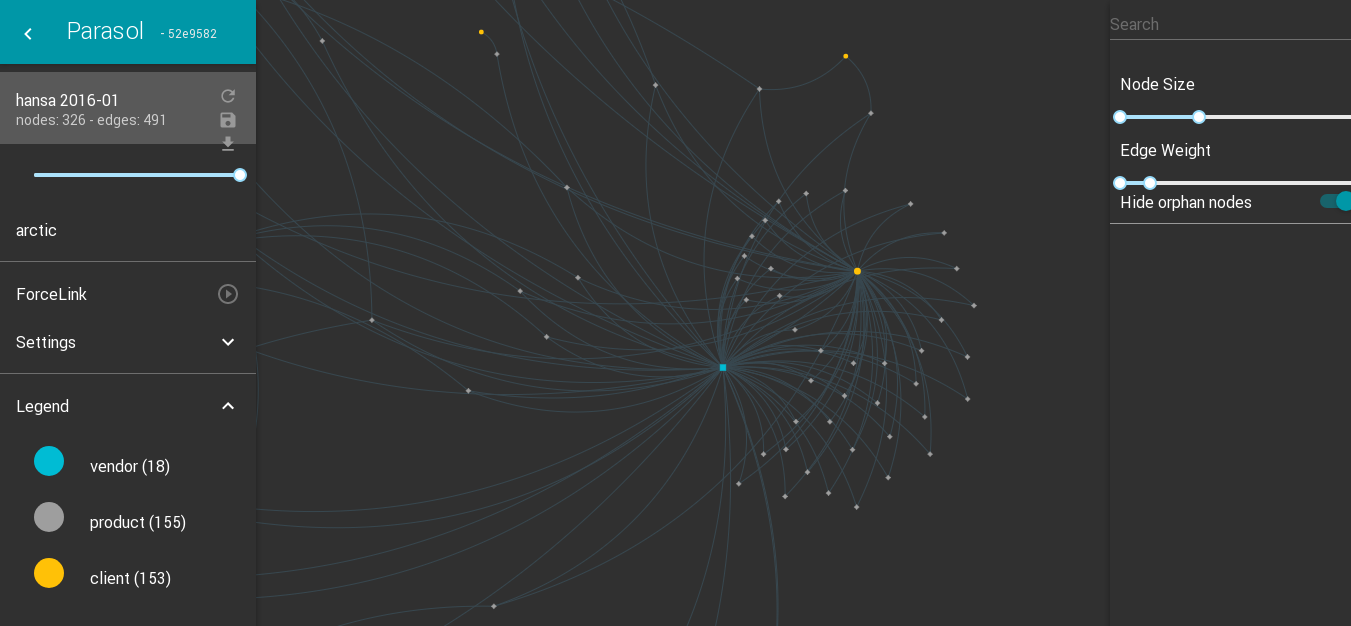 Parasol - 52e9582
hansa 2016-01
nodes: 326 - edges: 491
arctic
ForceLink
Settings
Legend
vendor (18)
product (155)
client (153)
Search
Node Size
Edge Weight
Hide orphan nodes